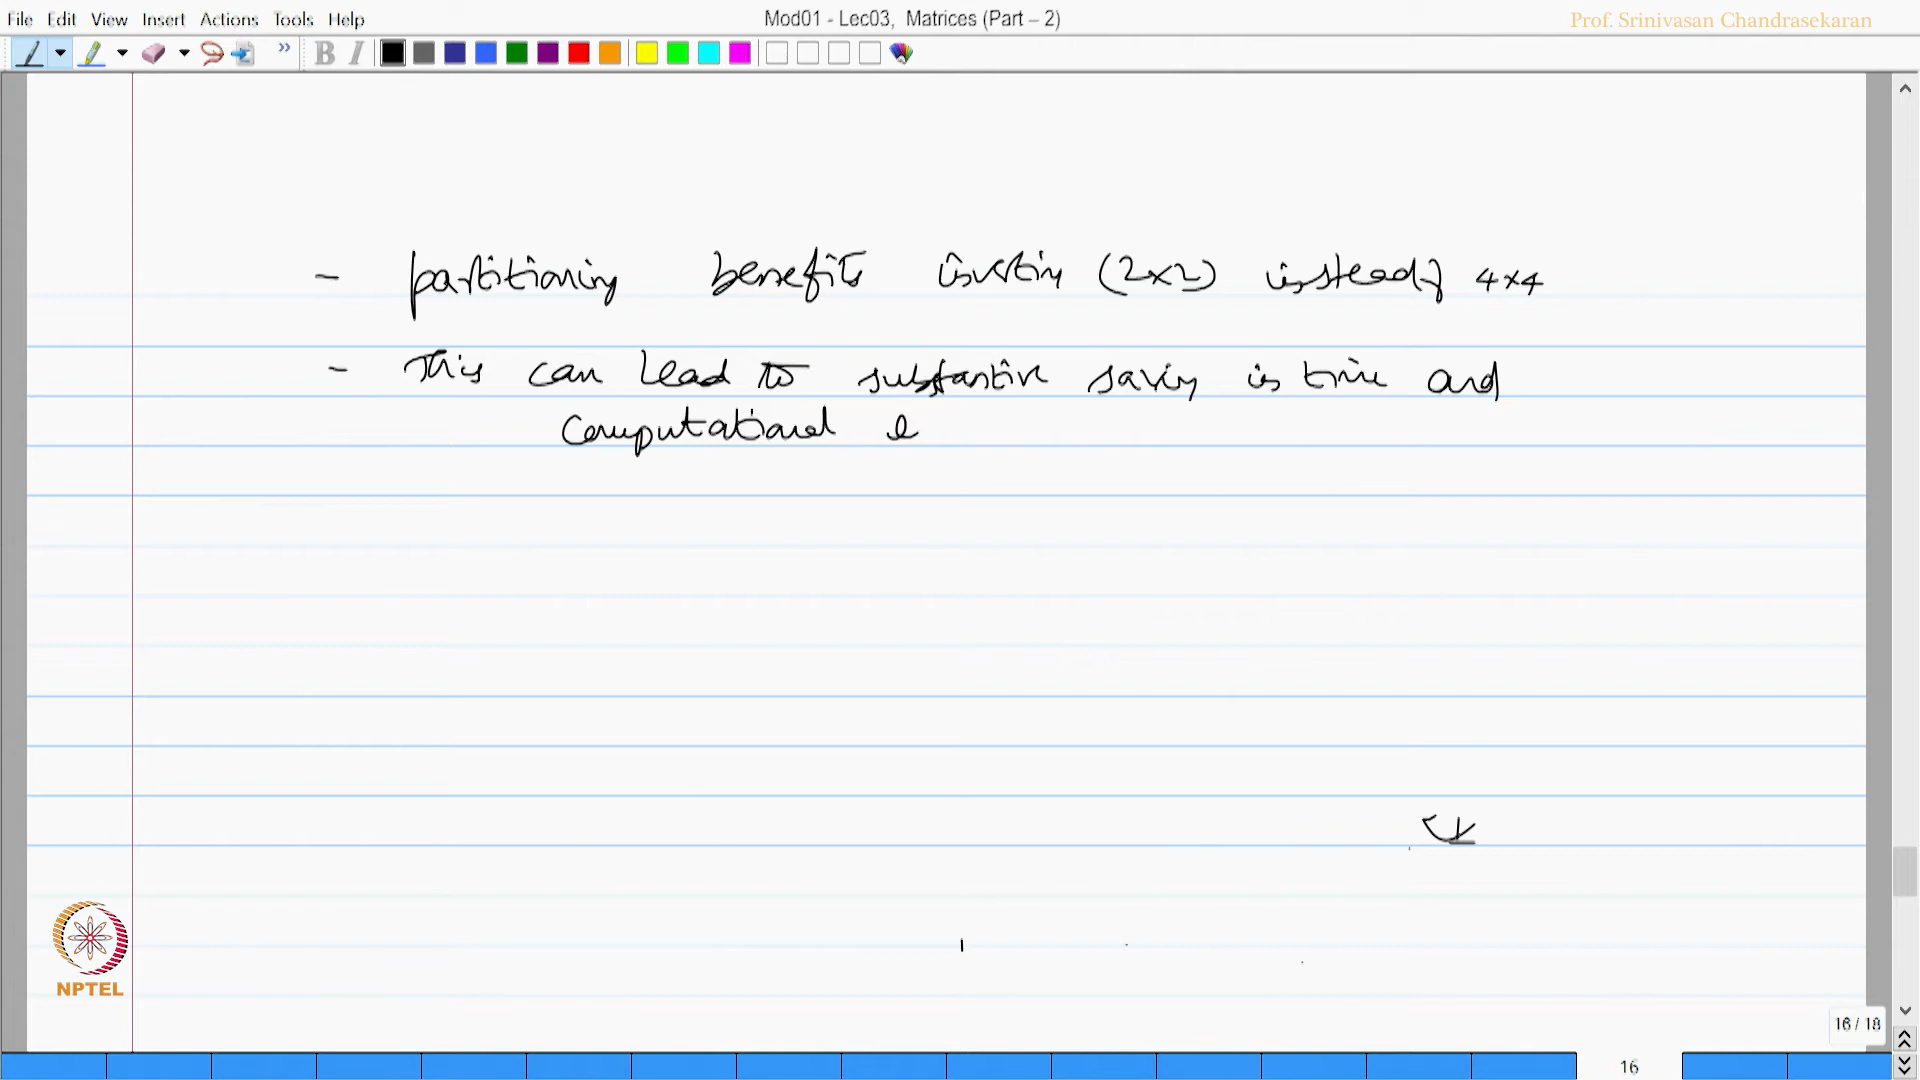 File Edit View Insert Actions Tools Help
Mod01 - Lec03, Matrices (Part – 2)
Prof. Srinivasan Chandrasekaran
B I
- partitioning benefits inverting (2x2) instead of 4x4
- This can lead to substantive saving in time and
computational e
NPTEL
16 / 18
16